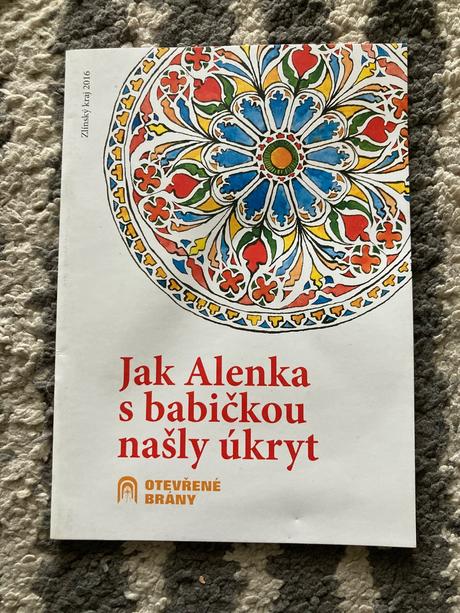 Zlínský kraj 2016
Jak Alenka
s babičkou
našly úkryt
OTEVŘENÉ
BRÁNY